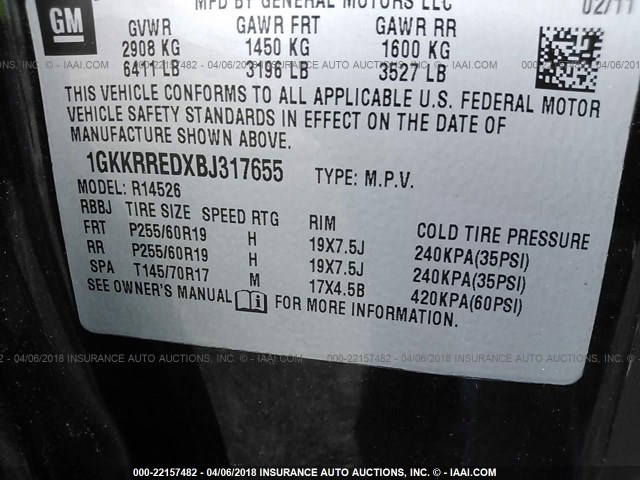 MFD BY GENERAL MOTORS LLC 02/11
GM
GVWR GAWR FRT GAWR RR
2908 KG 1450 KG 1600 KG
6411 LB 3196 LB 3527 LB
THIS VEHICLE CONFORMS TO ALL APPLICABLE U.S. FEDERAL MOTOR
VEHICLE SAFETY STANDARDS IN EFFECT ON THE DATE OF
MANUFACTURE SHOWN ABOVE.
1GKKRREDXBJ317655 TYPE: M.P.V.
MODEL: R14526
RBBJ TIRE SIZE SPEED RTG RIM COLD TIRE PRESSURE
FRT P255/60R19 H 19X7.5J 240KPA(35PSI)
RR P255/60R19 H 19X7.5J 240KPA(35PSI)
SPA T145/70R17 M 17X4.5B 420KPA(60PSI)
SEE OWNER'S MANUAL FOR MORE INFORMATION.
000-22157482 - 04/06/2018 INSURANCE AUTO AUCTIONS, INC. - © IAAI.COM